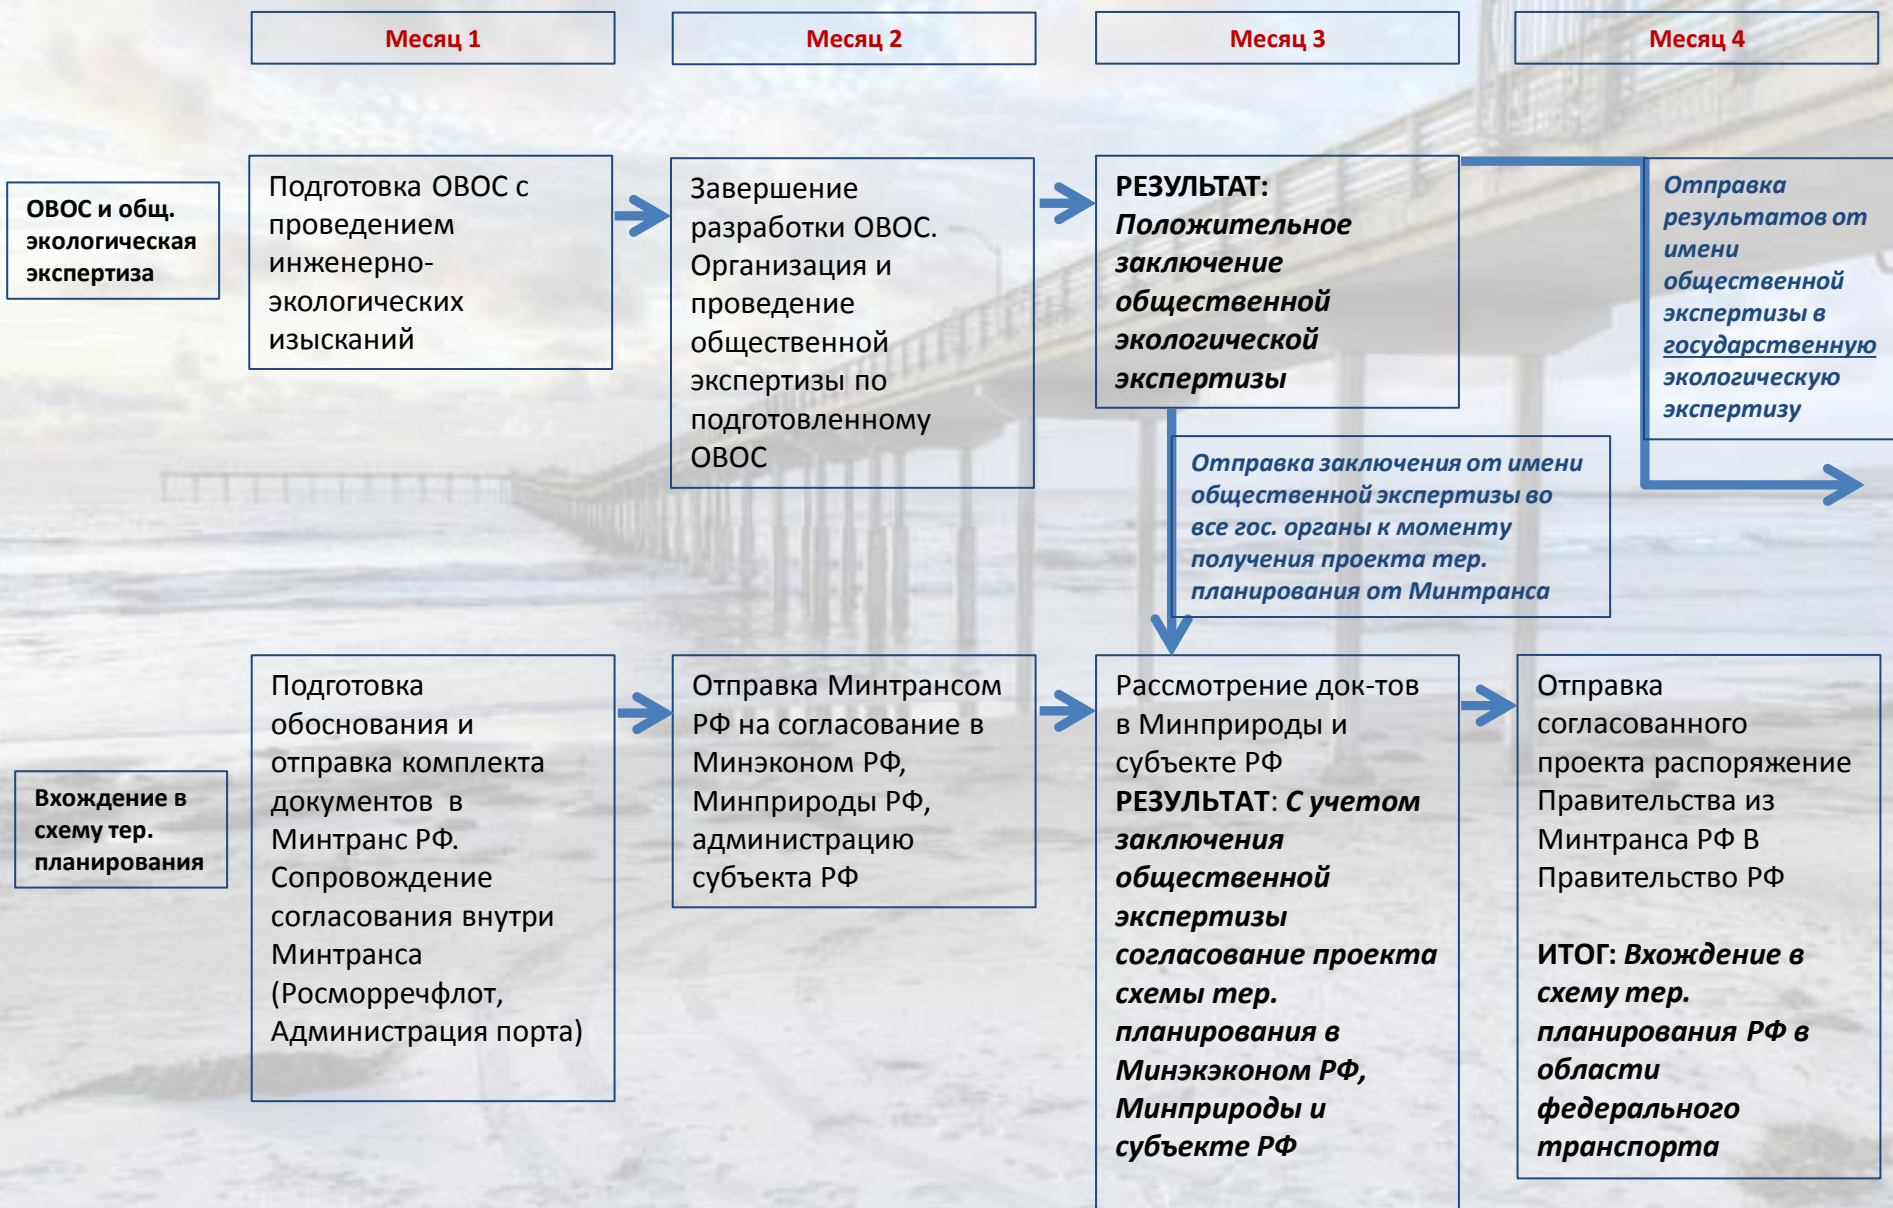 Месяц 1
Месяц 2
Месяц 3
Месяц 4
ОВОС и общ.
экологическая
экспертиза
Подготовка ОВОС с
проведением
инженерно-
экологических
изысканий
Завершение
разработки ОВОС.
Организация и
проведение
общественной
экспертизы по
подготовленному
ОВОС
РЕЗУЛЬТАТ:
Положительное
заключение
общественной
экологической
экспертизы
Отправка
результатов от
имени
общественной
экспертизы в
государственную
экологическую
экспертизу
Отправка заключения от имени
общественной экспертизы во
все гос. органы к моменту
получения проекта тер.
планирования от Минтранса
Вхождение в
схему тер.
планирования
Подготовка
обоснования и
отправка комплекта
документов в
Минтранс РФ.
Сопровождение
согласования внутри
Минтранса
(Росморречфлот,
Администрация порта)
Отправка Минтрансом
РФ на согласование в
Минэконом РФ,
Минприроды РФ,
администрацию
субъекта РФ
Рассмотрение док-тов
в Минприроды и
субъекте РФ
РЕЗУЛЬТАТ: С учетом
заключения
общественной
экспертизы
согласование проекта
схемы тер.
планирования в
Минэкэконом РФ,
Минприроды и
субъекте РФ
Отправка
согласованного
проекта распоряжение
Правительства из
Минтранса РФ В
Правительство РФ
ИТОГ: Вхождение в
схему тер.
планирования РФ в
области
федерального
транспорта